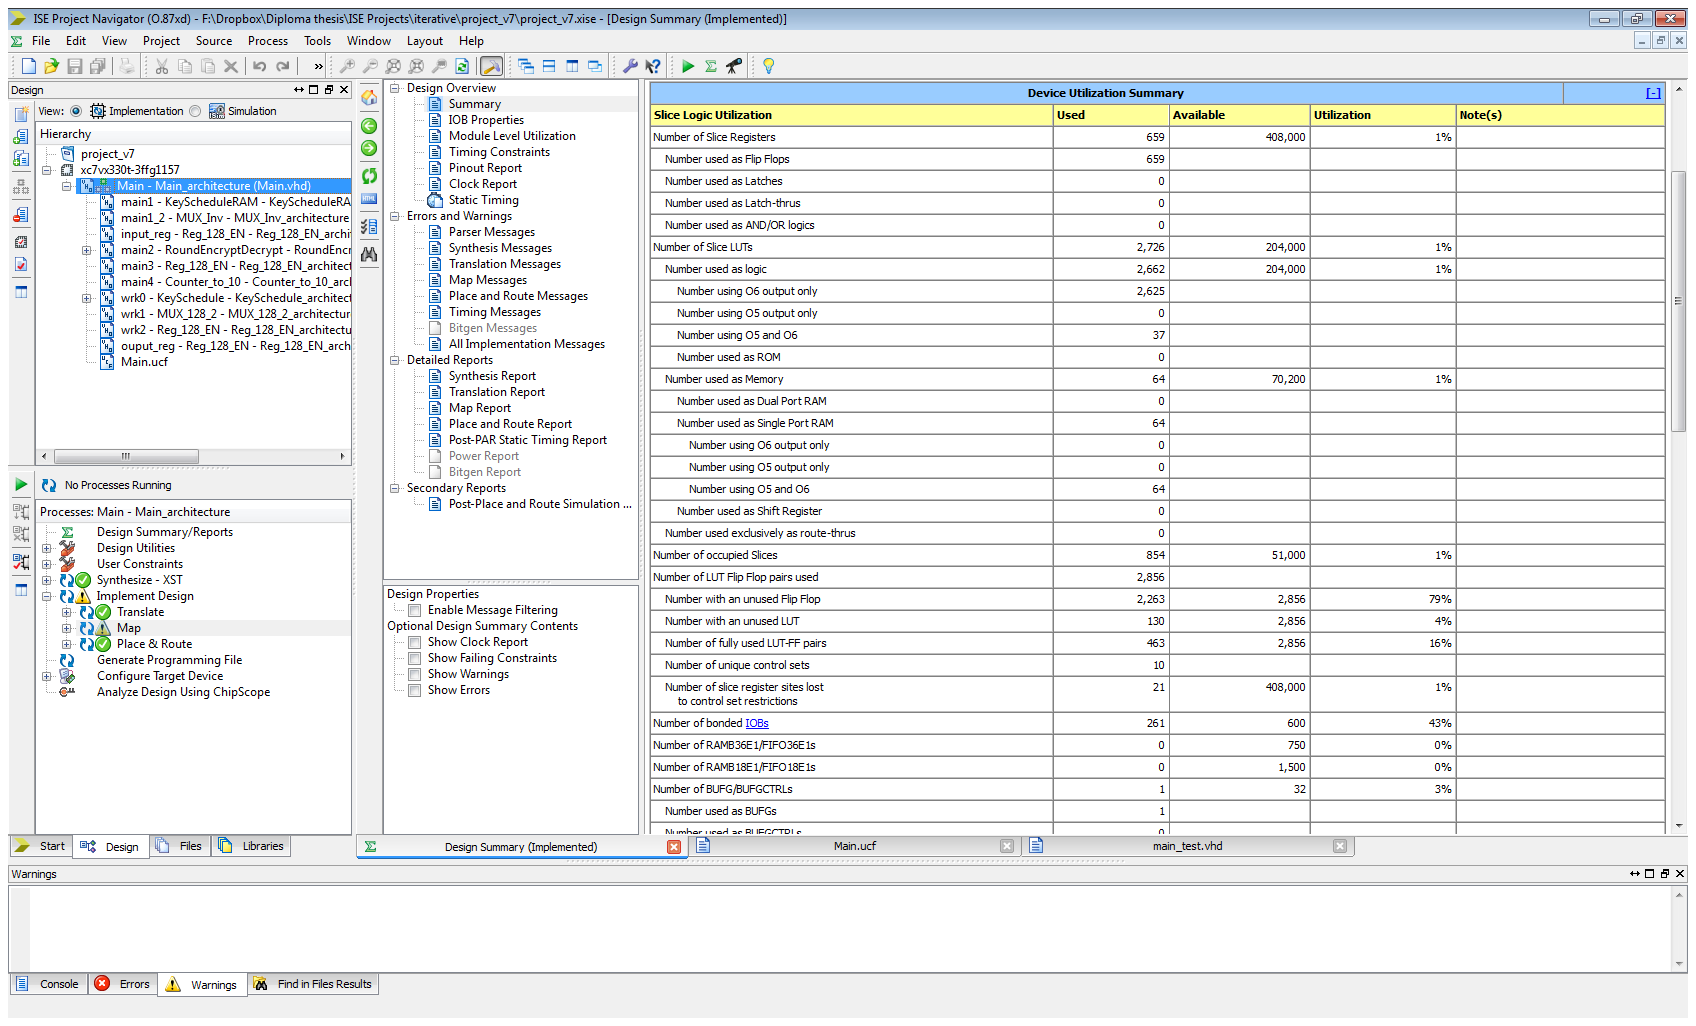 ISE Project Navigator (O.87xd) - F:\Dropbox\Diploma thesis\ISE Projects\iterative\project_v7\project_v7.xise - [Design Summary (Implemented)]
File Edit View Project Source Process Tools Window Layout Help
»
Design
View: Implementation Simulation
Hierarchy
project_v7
xc7vx330t-3ffg1157
Main - Main_architecture (Main.vhd)
main1 - KeyScheduleRAM - KeyScheduleRA
main1_2 - MUX_Inv - MUX_Inv_architecture
input_reg - Reg_128_EN - Reg_128_EN_archi
main2 - RoundEncryptDecrypt - RoundEncr
main3 - Reg_128_EN - Reg_128_EN_architect
main4 - Counter_to_10 - Counter_to_10_arc
wrk0 - KeySchedule - KeySchedule_architect
wrk1 - MUX_128_2 - MUX_128_2_architectur
wrk2 - Reg_128_EN - Reg_128_EN_architectu
ouput_reg - Reg_128_EN - Reg_128_EN_arch
Main.ucf
No Processes Running
Processes: Main - Main_architecture
Design Summary/Reports
Design Utilities
User Constraints
Synthesize - XST
Implement Design
Translate
Map
Place & Route
Generate Programming File
Configure Target Device
Analyze Design Using ChipScope
Start Design Files Libraries
Design Overview
Summary
IOB Properties
Module Level Utilization
Timing Constraints
Pinout Report
Clock Report
Static Timing
Errors and Warnings
Parser Messages
Synthesis Messages
Translation Messages
Map Messages
Place and Route Messages
Timing Messages
Bitgen Messages
All Implementation Messages
Detailed Reports
Synthesis Report
Translation Report
Map Report
Place and Route Report
Post-PAR Static Timing Report
Power Report
Bitgen Report
Secondary Reports
Post-Place and Route Simulation ...
Design Properties
Enable Message Filtering
Optional Design Summary Contents
Show Clock Report
Show Failing Constraints
Show Warnings
Show Errors
Device Utilization Summary [-]
Slice Logic Utilization Used Available Utilization Note(s)
Number of Slice Registers 659 408,000 1%
Number used as Flip Flops 659
Number used as Latches 0
Number used as Latch-thrus 0
Number used as AND/OR logics 0
Number of Slice LUTs 2,726 204,000 1%
Number used as logic 2,662 204,000 1%
Number using O6 output only 2,625
Number using O5 output only 0
Number using O5 and O6 37
Number used as ROM 0
Number used as Memory 64 70,200 1%
Number used as Dual Port RAM 0
Number used as Single Port RAM 64
Number using O6 output only 0
Number using O5 output only 0
Number using O5 and O6 64
Number used as Shift Register 0
Number used exclusively as route-thrus 0
Number of occupied Slices 854 51,000 1%
Number of LUT Flip Flop pairs used 2,856
Number with an unused Flip Flop 2,263 2,856 79%
Number with an unused LUT 130 2,856 4%
Number of fully used LUT-FF pairs 463 2,856 16%
Number of unique control sets 10
Number of slice register sites lost 21 408,000 1%
to control set restrictions
Number of bonded IOBs 261 600 43%
Number of RAMB36E1/FIFO36E1s 0 750 0%
Number of RAMB18E1/FIFO18E1s 0 1,500 0%
Number of BUFG/BUFGCTRLs 1 32 3%
Number used as BUFGs 1
Number used as BUFGCTRLs 0
Design Summary (Implemented) Main.ucf main_test.vhd
Warnings
Console Errors Warnings Find in Files Results